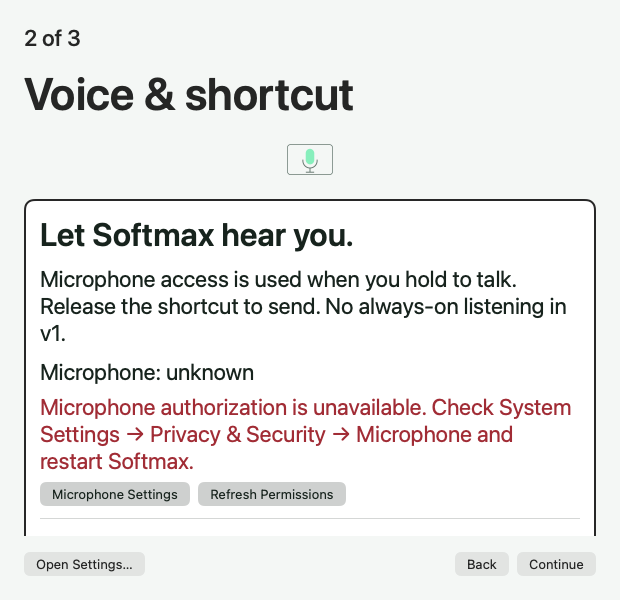 2 of 3
Voice & shortcut
Let Softmax hear you.
Microphone access is used when you hold to talk.
Release the shortcut to send. No always-on listening in
v1.
Microphone: unknown
Microphone authorization is unavailable. Check System
Settings → Privacy & Security → Microphone and
restart Softmax.
Microphone Settings Refresh Permissions
Open Settings... Back Continue